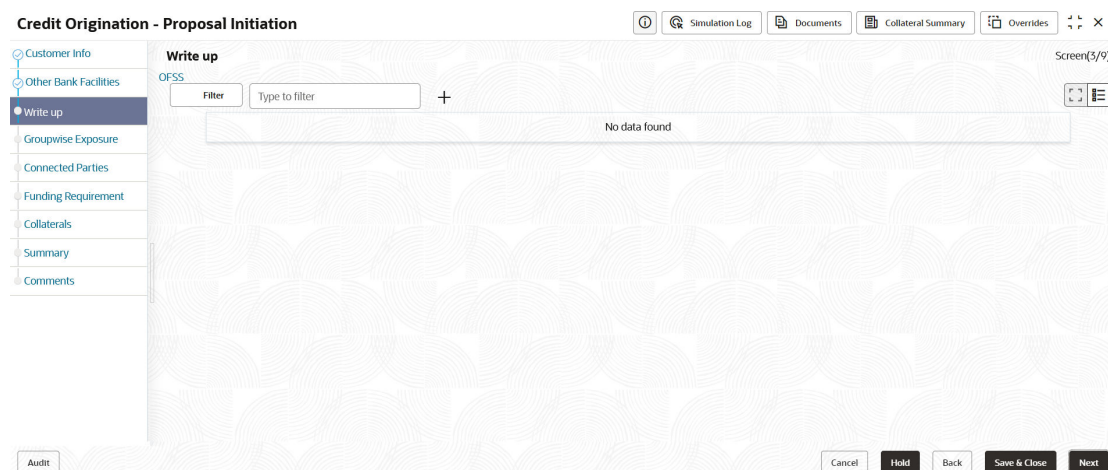 Credit Origination - Proposal Initiation
Simulation Log
Documents
Collateral Summary
Overrides
Customer Info
Other Bank Facilities
Write up
Groupwise Exposure
Connected Parties
Funding Requirement
Collaterals
Summary
Comments
Write up
Screen(3/9)
OFSS
Filter
Type to filter
No data found
Audit
Cancel
Hold
Back
Save & Close
Next